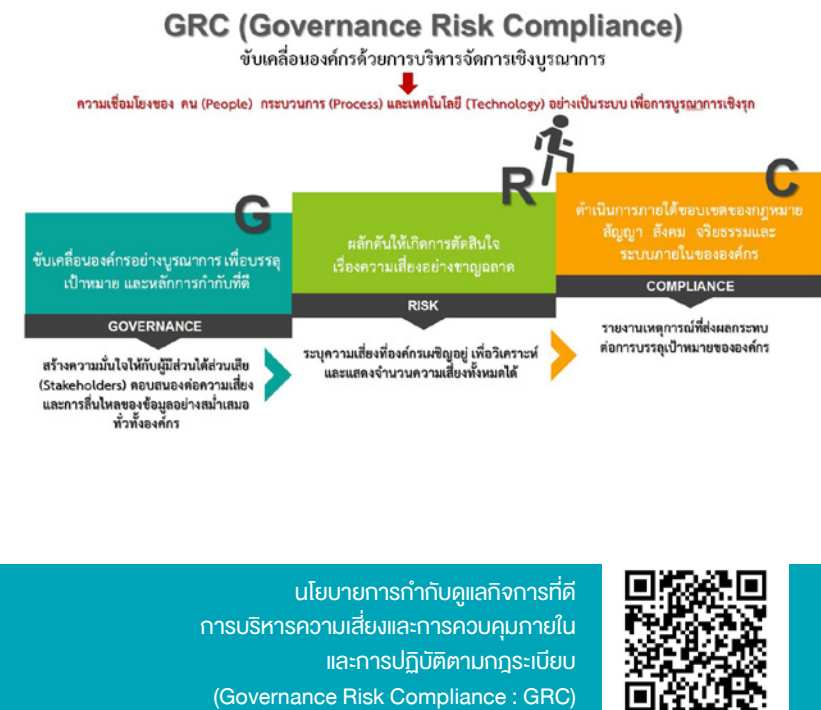 GRC (Governance Risk Compliance)
ขับเคลื่อนองค์กรด้วยการบริหารจัดการเชิงบูรณาการ
ความเชื่อมโยงของ คน (People) กระบวนการ (Process) และเทคโนโลยี (Technology) อย่างเป็นระบบ เพื่อการบูรณาการเชิงรุก
G
ขับเคลื่อนองค์กรอย่างบูรณาการ เพื่อบรรลุ
เป้าหมาย และหลักการกำกับที่ดี
GOVERNANCE
สร้างความมั่นใจให้กับผู้มีส่วนได้ส่วนเสีย
(Stakeholders) ตอบสนองต่อความเสี่ยง
และการลื่นไหลของข้อมูลอย่างสม่ำเสมอ
ทั่วทั้งองค์กร
R
ผลักดันให้เกิดการตัดสินใจ
เรื่องความเสี่ยงอย่างชาญฉลาด
RISK
ระบุความเสี่ยงที่องค์กรเผชิญอยู่ เพื่อวิเคราะห์
และแสดงจำนวนความเสี่ยงทั้งหมดได้
C
ดำเนินการภายใต้ขอบเขตของกฎหมาย
สัญญา สังคม จริยธรรมและ
ระบบภายในขององค์กร
COMPLIANCE
รายงานเหตุการณ์ที่ส่งผลกระทบ
ต่อการบรรลุเป้าหมายขององค์กร
นโยบายการกำกับดูแลกิจการที่ดี
การบริหารความเสี่ยงและการควบคุมภายใน
และการปฏิบัติตามกฎระเบียบ
(Governance Risk Compliance : GRC)